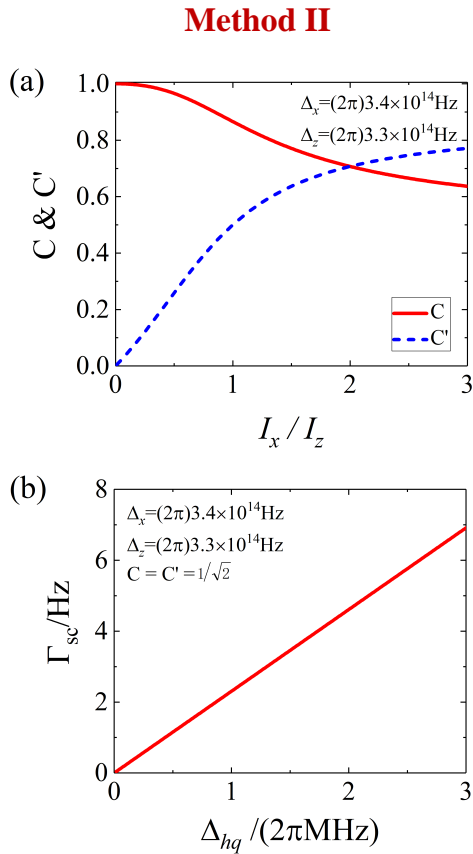 Method II
(a)
C & C'
1.0
0.8
0.6
0.4
0.2
0.0
Δx=(2π)3.4×10¹⁴Hz
Δz=(2π)3.3×10¹⁴Hz
C
C'
0
1
2
3
Ix / Iz
(b)
Γsc/Hz
8
6
4
2
0
Δx=(2π)3.4×10¹⁴Hz
Δz=(2π)3.3×10¹⁴Hz
C = C' =1/√2
0
1
2
3
Δhq /(2πMHz)